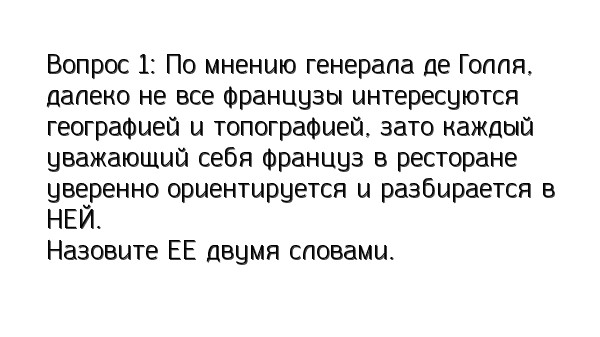 Вопрос 1: По мнению генерала де Голля,
далеко не все французы интересуются
географией и топографией, зато каждый
уважающий себя француз в ресторане
уверенно ориентируется и разбирается в
НЕЙ.
Назовите ЕЕ двумя словами.